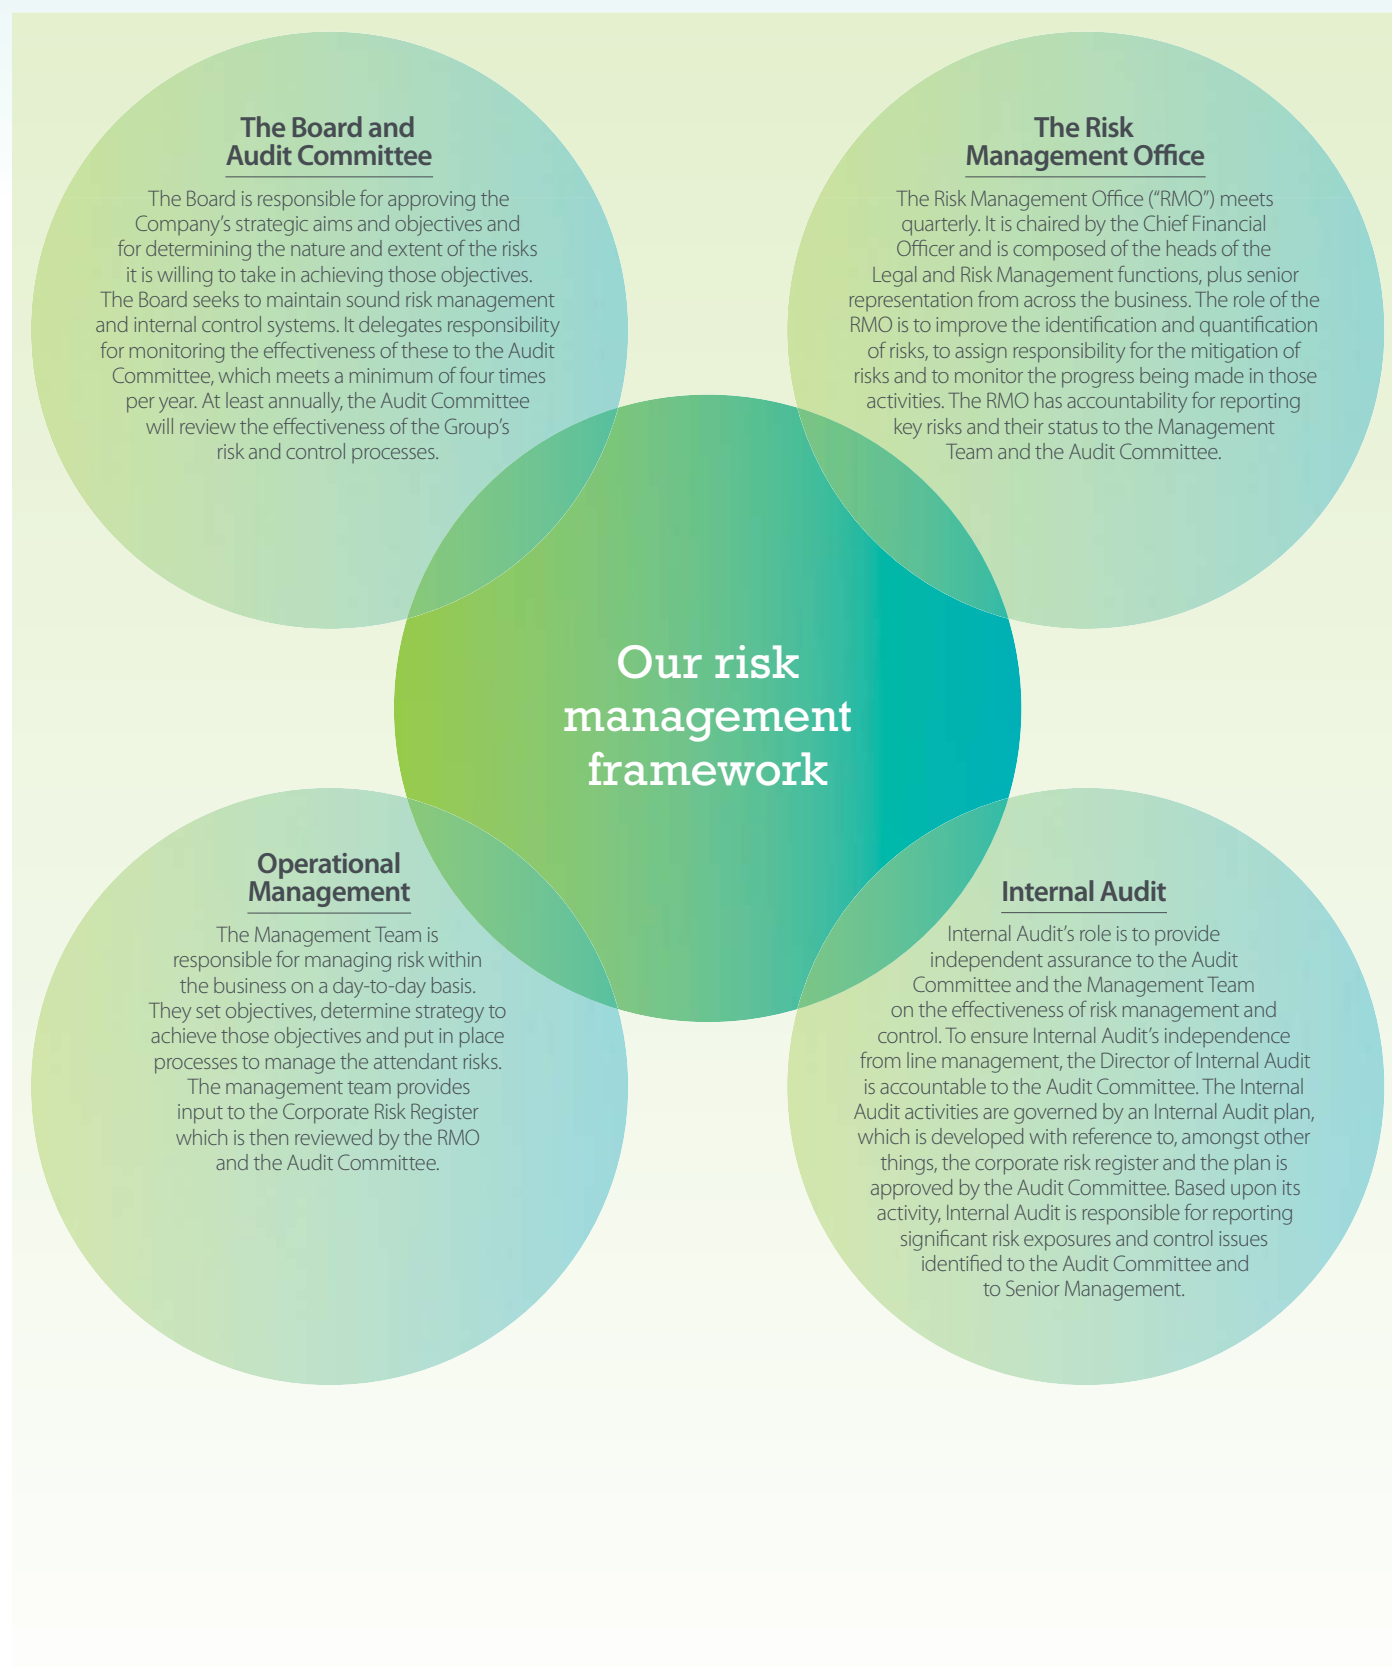 The Board and
Audit Committee
The Board is responsible for approving the
Company’s strategic aims and objectives and
for determining the nature and extent of the risks
it is willing to take in achieving those objectives.
The Board seeks to maintain sound risk management
and internal control systems. It delegates responsibility
for monitoring the effectiveness of these to the Audit
Committee, which meets a minimum of four times
per year. At least annually, the Audit Committee
will review the effectiveness of the Group’s
risk and control processes.
The Risk
Management Office
The Risk Management Office (“RMO”) meets
quarterly. It is chaired by the Chief Financial
Officer and is composed of the heads of the
Legal and Risk Management functions, plus senior
representation from across the business. The role of the
RMO is to improve the identification and quantification
of risks, to assign responsibility for the mitigation of
risks and to monitor the progress being made in those
activities. The RMO has accountability for reporting
key risks and their status to the Management
Team and the Audit Committee.
Our risk
management
framework
Operational
Management
The Management Team is
responsible for managing risk within
the business on a day-to-day basis.
They set objectives, determine strategy to
achieve those objectives and put in place
processes to manage the attendant risks.
The management team provides
input to the Corporate Risk Register
which is then reviewed by the RMO
and the Audit Committee.
Internal Audit
Internal Audit’s role is to provide
independent assurance to the Audit
Committee and the Management Team
on the effectiveness of risk management and
control. To ensure Internal Audit’s independence
from line management, the Director of Internal Audit
is accountable to the Audit Committee. The Internal
Audit activities are governed by an Internal Audit plan,
which is developed with reference to, amongst other
things, the corporate risk register and the plan is
approved by the Audit Committee. Based upon its
activity, Internal Audit is responsible for reporting
significant risk exposures and control issues
identified to the Audit Committee and
to Senior Management.